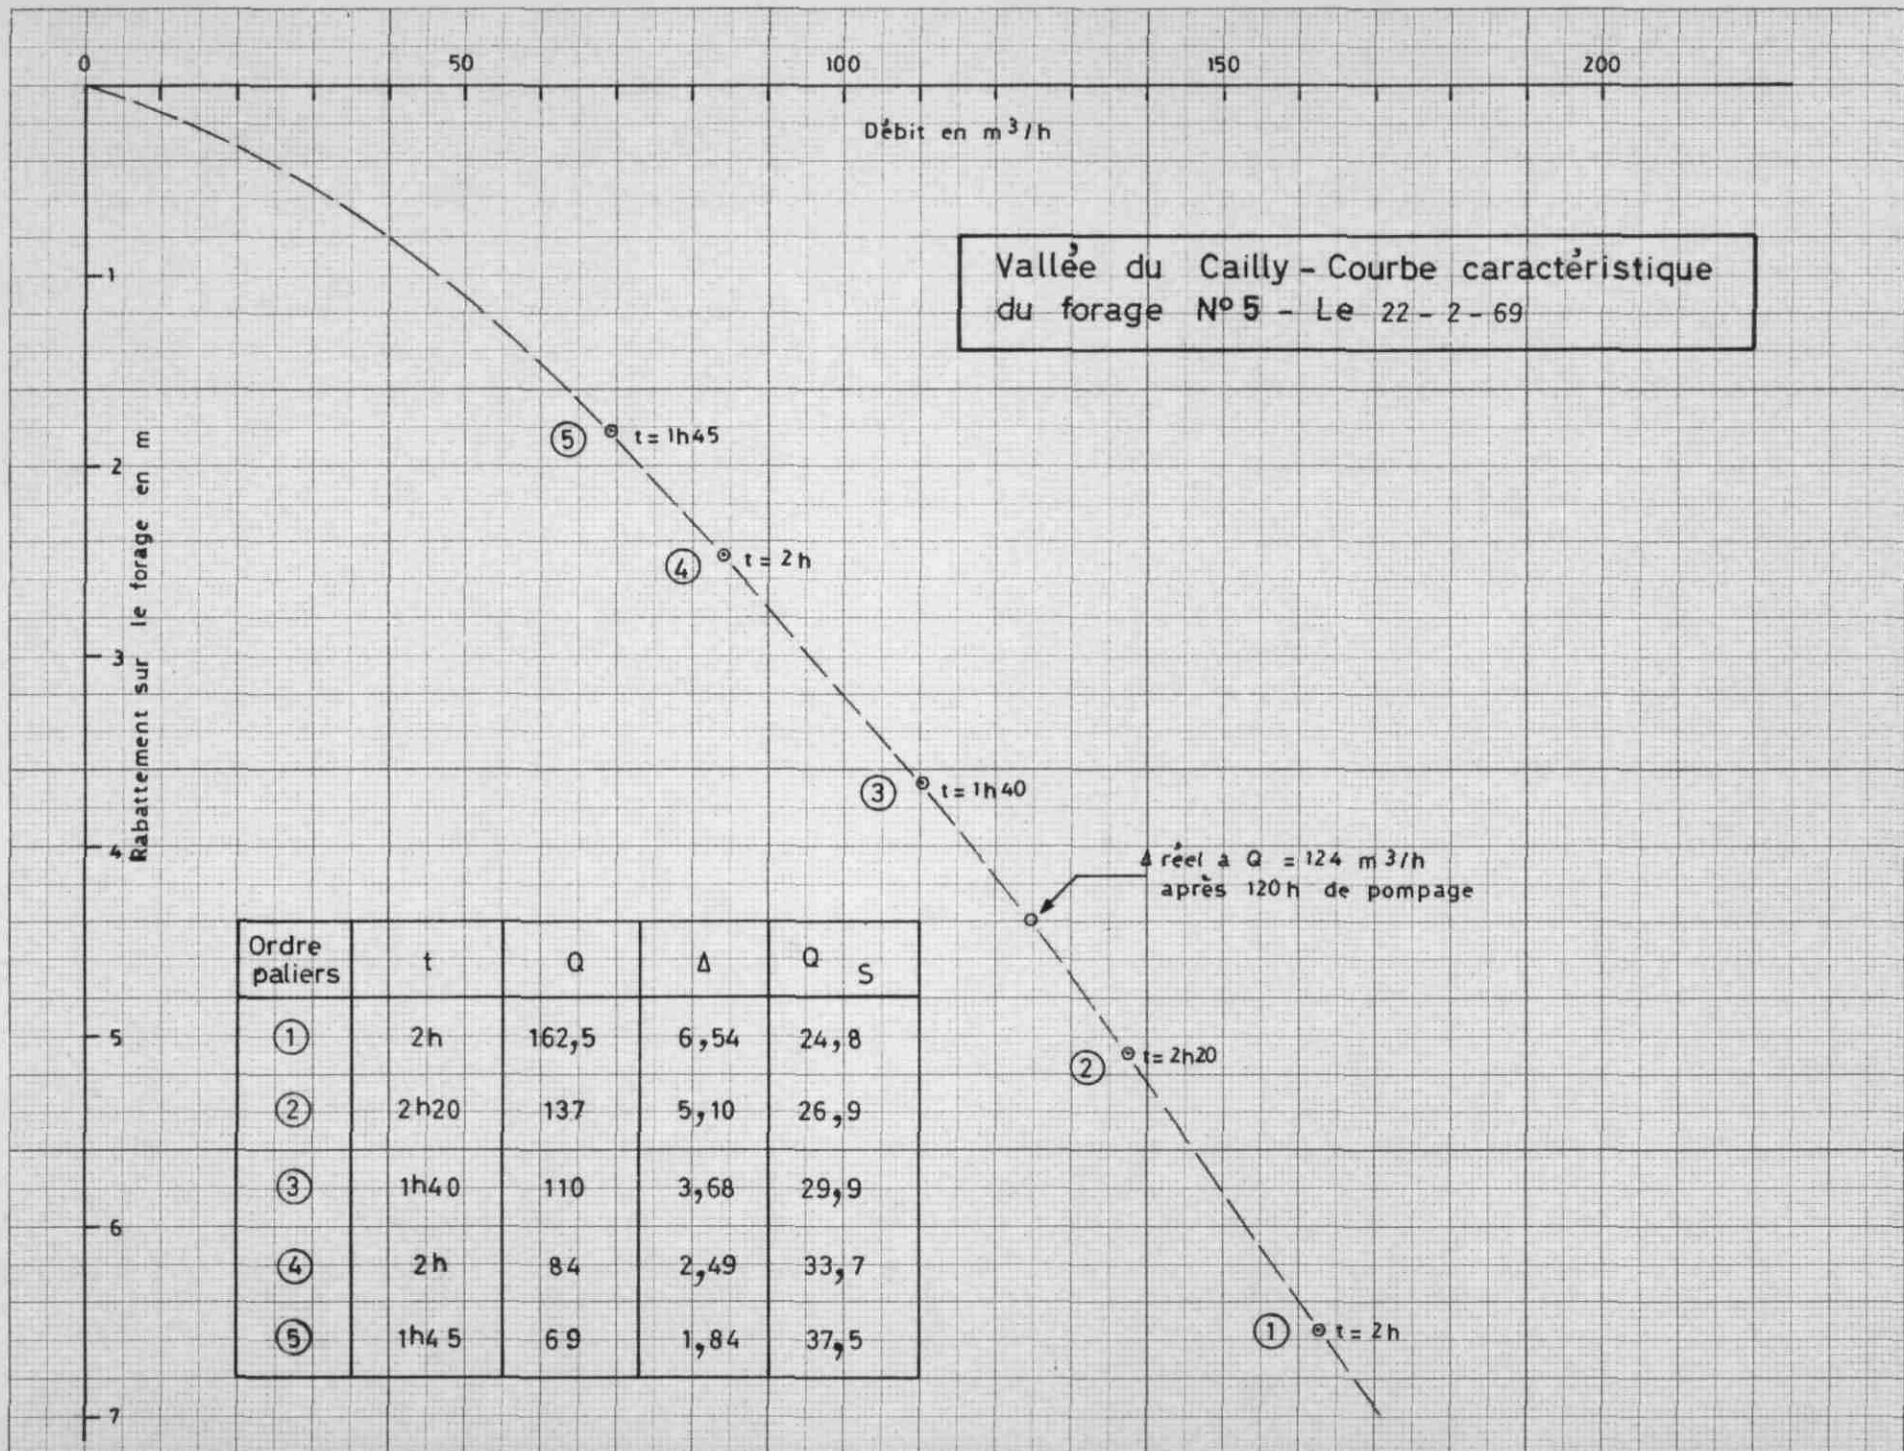 0 50 100 150 200
Débit en m3/h
Vallée du Cailly - Courbe caractéristique
du forage N° 5 - Le 22 - 2 - 69
1
2
3
4
5
6
7
Rabattement sur le forage en m
5 t = 1h45
4 t = 2h
3 t = 1h40
Δ réel a Q = 124 m3/h
après 120h de pompage
2 t = 2h20
1 t = 2h
Ordre paliers t Q Δ Q S
1 2h 162,5 6,54 24,8
2 2h20 137 5,10 26,9
3 1h40 110 3,68 29,9
4 2h 84 2,49 33,7
5 1h45 69 1,84 37,5